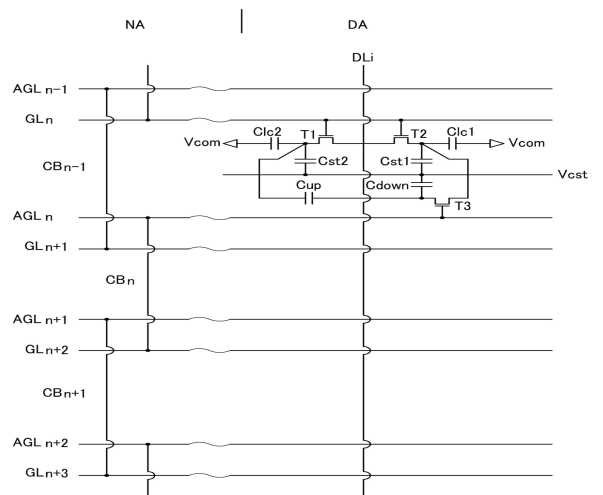 NA DA
DLi
AGL n-1
GLn
T1 T2
Vcom Clc2 Clc1 Vcom
CBn-1
Cst2 Cst1
Vcst
Cup Cdown
T3
AGL n
GLn+1
CBn
AGL n+1
GLn+2
CBn+1
AGL n+2
GLn+3